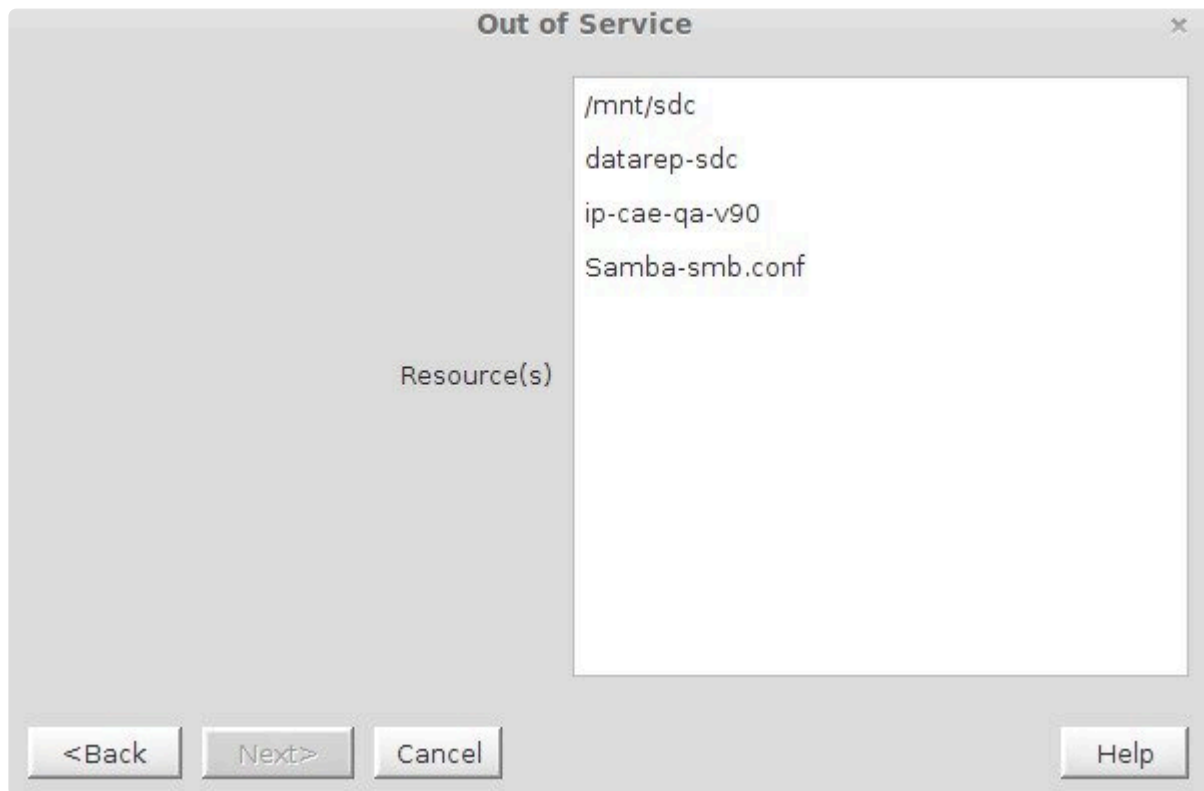 Out of Service
×
/mnt/sdc
datarep-sdc
ip-cae-qa-v90
Samba-smb.conf
Resource(s)
<Back Next> Cancel Help